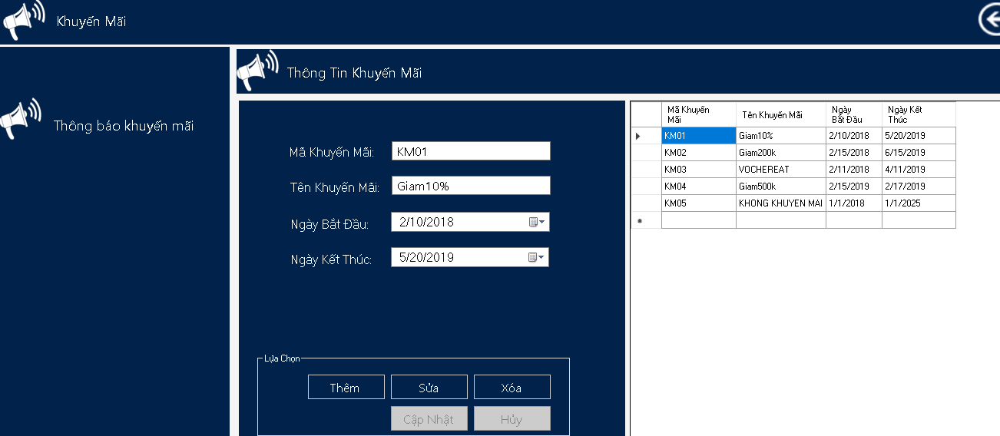 Khuyến Mãi
Thông báo khuyến mãi
Thông Tin Khuyến Mãi
Mã Khuyến Mãi: KM01
Tên Khuyến Mãi: Giam10%
Ngày Bắt Đầu: 2/10/2018
Ngày Kết Thúc: 5/20/2019
Lựa Chọn
Thêm Sửa Xóa
Cập Nhật Hủy
Mã Khuyến Mãi Tên Khuyến Mãi Ngày Bắt Đầu Ngày Kết Thúc
KM01 Giam10% 2/10/2018 5/20/2019
KM02 Giam200k 2/15/2018 6/15/2019
KM03 VOCHEREAT 2/11/2018 4/11/2019
KM04 Giam500k 2/15/2019 2/17/2019
KM05 KHONG KHUYEN MAI 1/1/2018 1/1/2025